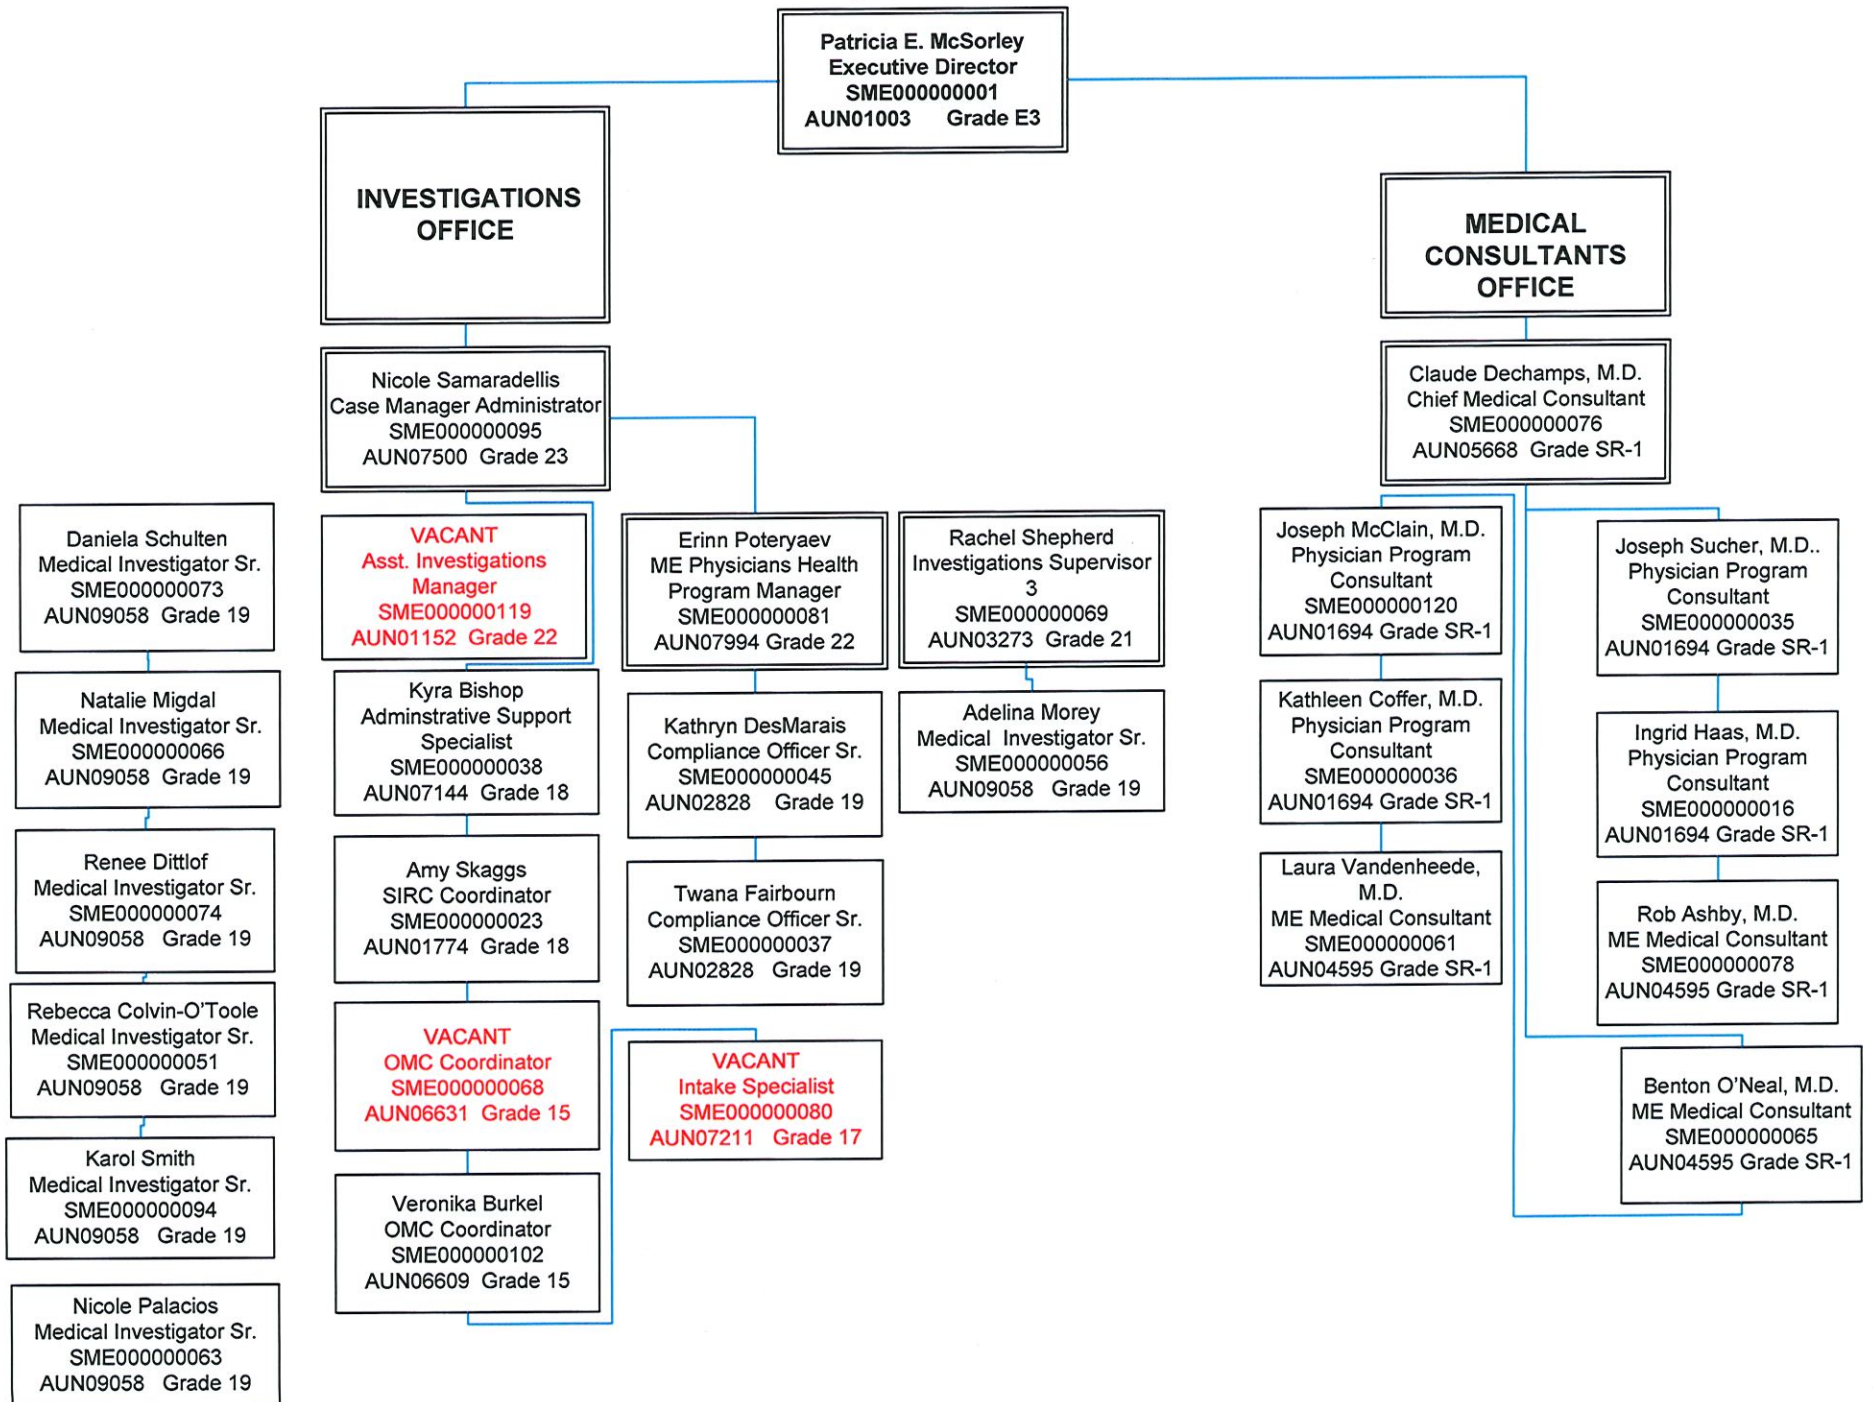 Patricia E. McSorley
Executive Director
SME000000001
AUN01003 Grade E3
INVESTIGATIONS
OFFICE
MEDICAL
CONSULTANTS
OFFICE
Nicole Samaradellis
Case Manager Administrator
SME000000095
AUN07500 Grade 23
Claude Dechamps, M.D.
Chief Medical Consultant
SME000000076
AUN05668 Grade SR-1
Daniela Schulten
Medical Investigator Sr.
SME000000073
AUN09058 Grade 19
Natalie Migdal
Medical Investigator Sr.
SME000000066
AUN09058 Grade 19
Renee Dittlof
Medical Investigator Sr.
SME000000074
AUN09058 Grade 19
Rebecca Colvin-O'Toole
Medical Investigator Sr.
SME000000051
AUN09058 Grade 19
Karol Smith
Medical Investigator Sr.
SME000000094
AUN09058 Grade 19
Nicole Palacios
Medical Investigator Sr.
SME000000063
AUN09058 Grade 19
VACANT
Asst. Investigations
Manager
SME000000119
AUN01152 Grade 22
Kyra Bishop
Adminstrative Support
Specialist
SME000000038
AUN07144 Grade 18
Amy Skaggs
SIRC Coordinator
SME000000023
AUN01774 Grade 18
VACANT
OMC Coordinator
SME000000068
AUN06631 Grade 15
Veronika Burkel
OMC Coordinator
SME000000102
AUN06609 Grade 15
Erinn Poteryaev
ME Physicians Health
Program Manager
SME000000081
AUN07994 Grade 22
Kathryn DesMarais
Compliance Officer Sr.
SME000000045
AUN02828 Grade 19
Twana Fairbourn
Compliance Officer Sr.
SME000000037
AUN02828 Grade 19
VACANT
Intake Specialist
SME000000080
AUN07211 Grade 17
Rachel Shepherd
Investigations Supervisor
3
SME000000069
AUN03273 Grade 21
Adelina Morey
Medical Investigator Sr.
SME000000056
AUN09058 Grade 19
Joseph McClain, M.D.
Physician Program
Consultant
SME000000120
AUN01694 Grade SR-1
Kathleen Coffer, M.D.
Physician Program
Consultant
SME000000036
AUN01694 Grade SR-1
Laura Vandenheede,
M.D.
ME Medical Consultant
SME000000061
AUN04595 Grade SR-1
Joseph Sucher, M.D..
Physician Program
Consultant
SME000000035
AUN01694 Grade SR-1
Ingrid Haas, M.D.
Physician Program
Consultant
SME000000016
AUN01694 Grade SR-1
Rob Ashby, M.D.
ME Medical Consultant
SME000000078
AUN04595 Grade SR-1
Benton O'Neal, M.D.
ME Medical Consultant
SME000000065
AUN04595 Grade SR-1